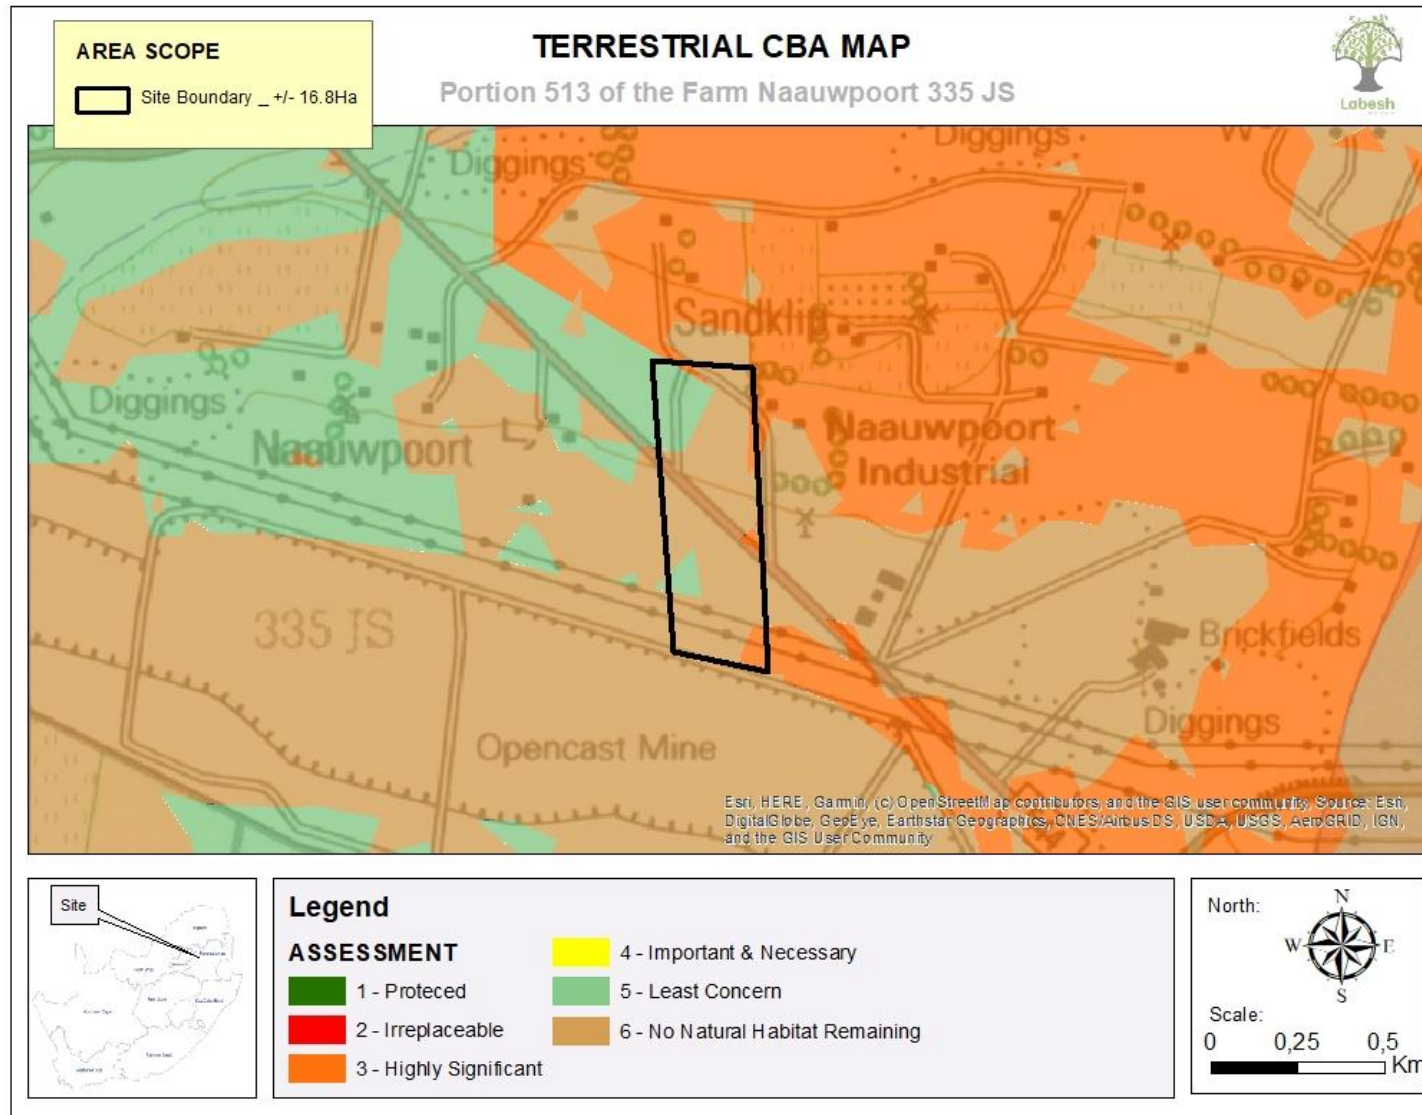 AREA SCOPE
Site Boundary _ +/- 16.8Ha
TERRESTRIAL CBA MAP
Portion 513 of the Farm Naauwpoort 335 JS
Labesh
Diggings
Diggings
W
Sandklip
Diggings
Naauwpoort
Naauwpoort
Industrial
335 JS
Brickfields
Diggings
Opencast Mine
Esri, HERE, Garmin, (c) OpenStreetMap contributors, and the GIS user community, Source: Esri,
DigitalGlobe, GeoEye, Earthstar Geographics, CNES/Airbus DS, USDA, USGS, AeroGRID, IGN,
and the GIS User Community
Site
Legend
ASSESSMENT
1 - Proteced
2 - Irreplaceable
3 - Highly Significant
4 - Important & Necessary
5 - Least Concern
6 - No Natural Habitat Remaining
North:
N
W
E
S
Scale:
0 0,25 0,5
Km